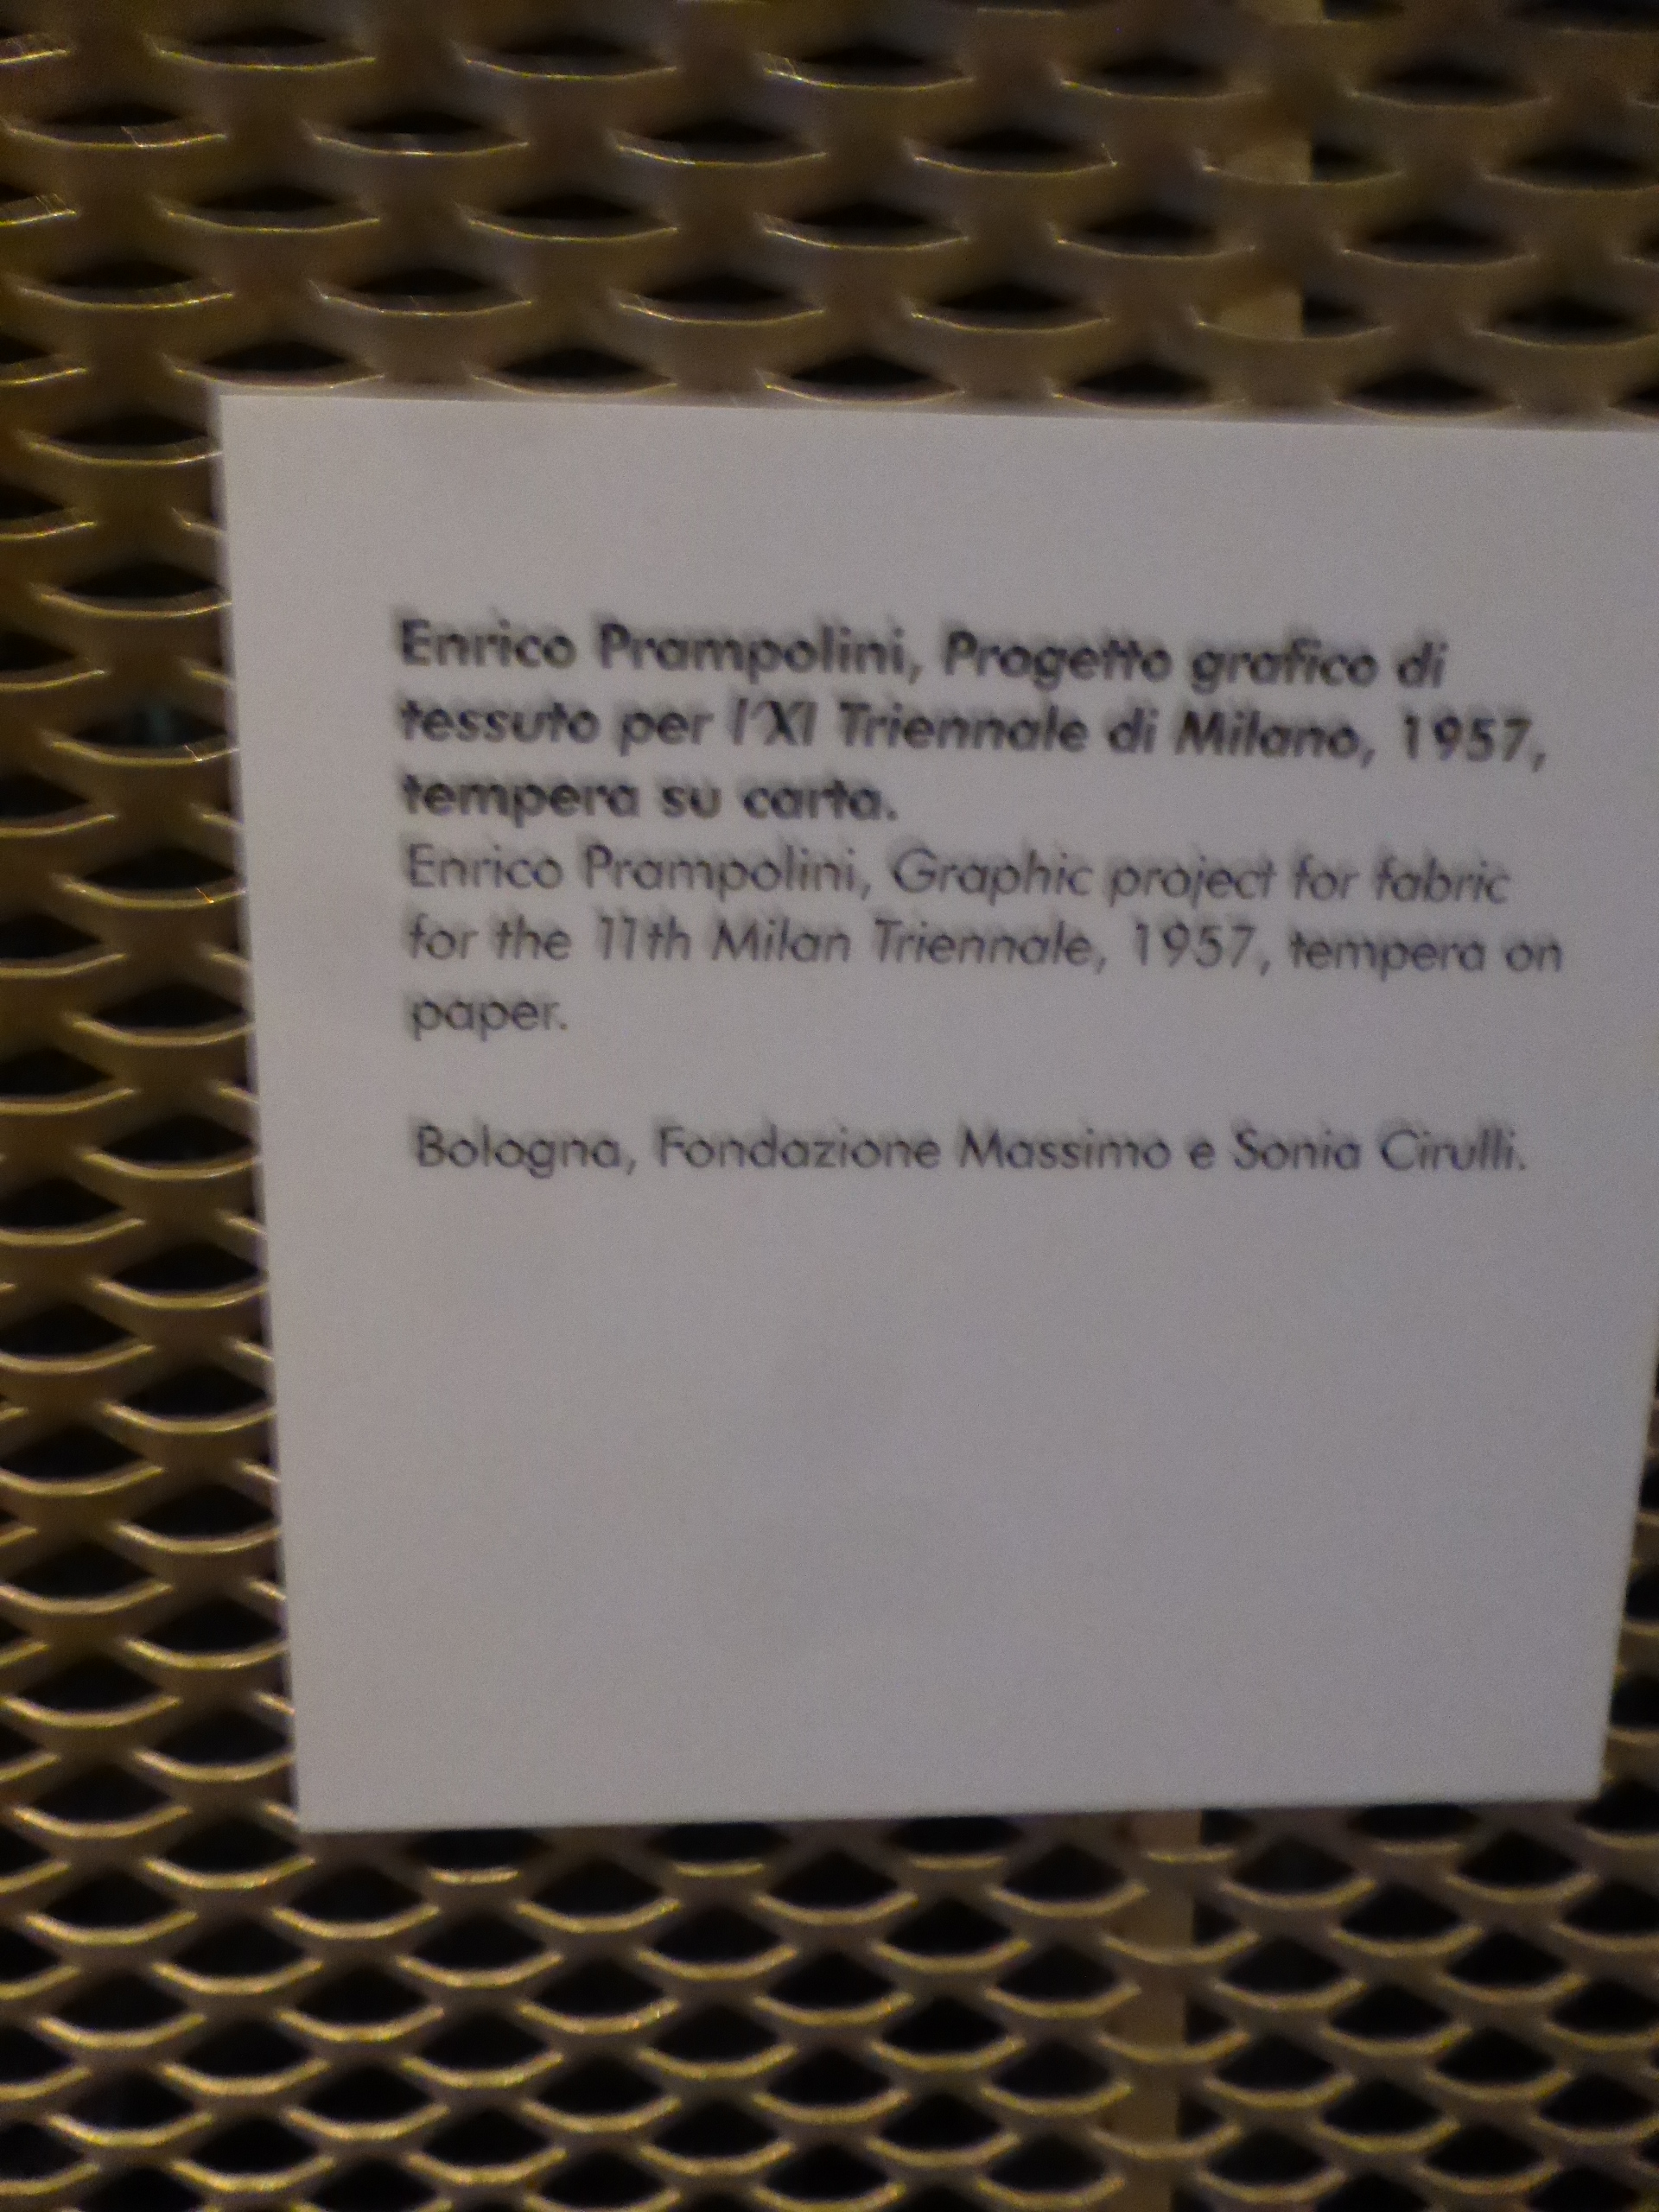 Enrico Prampolini, Progetto grafico di
tessuto per l'XI Triennale di Milano, 1957,
tempera su carta.
Enrico Prampolini, Graphic project for fabric
for the 11th Milan Triennale, 1957, tempera on
paper.
Bologna, Fondazione Massimo e Sonia Cirulli.